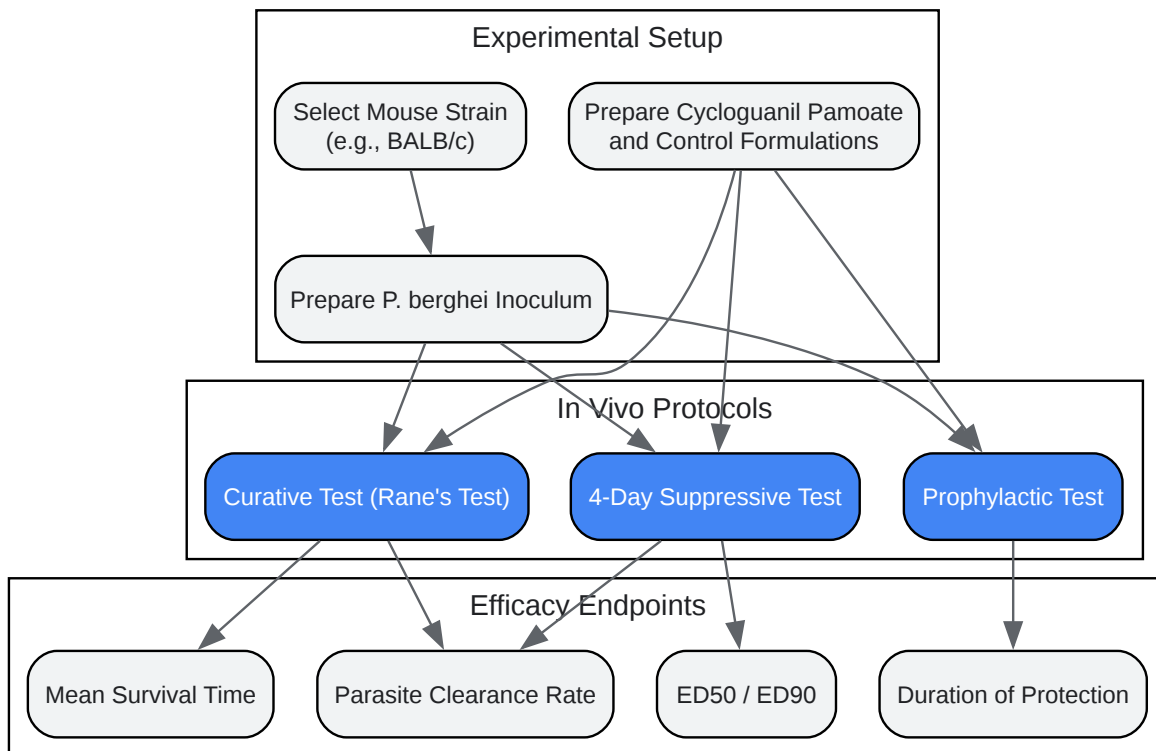 Experimental Setup
Select Mouse Strain
(e.g., BALB/c)
Prepare Cycloguanil Pamoate
and Control Formulations
Prepare P. berghei Inoculum
In Vivo Protocols
Curative Test (Rane's Test)
4-Day Suppressive Test
Prophylactic Test
Efficacy Endpoints
Mean Survival Time
Parasite Clearance Rate
ED50 / ED90
Duration of Protection